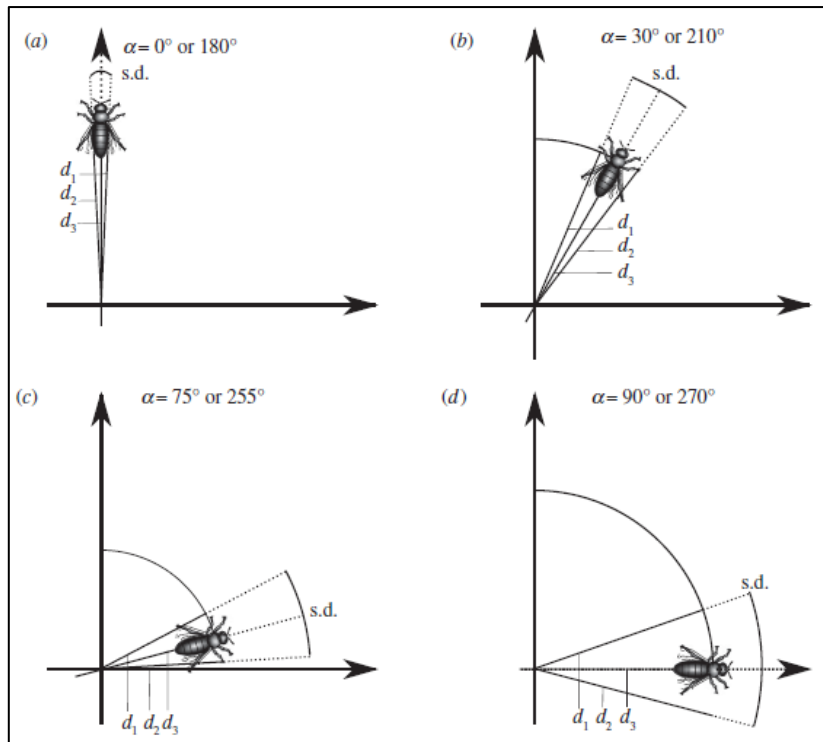 (a)
α = 0° or 180°
s.d.
d1
d2
d3
(b)
α = 30° or 210°
s.d.
d1
d2
d3
(c)
α = 75° or 255°
s.d.
d1 d2 d3
(d)
α = 90° or 270°
s.d.
d1 d2 d3